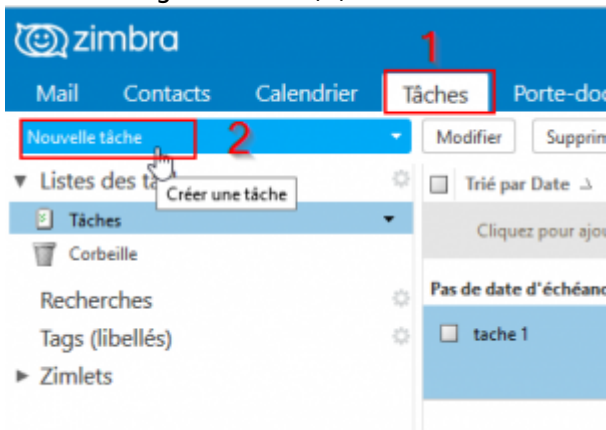 zimbra
1
Mail Contacts Calendrier Tâches Porte-doc
Nouvelle tâche 2 Modifier Supprim
Listes des tâ
Créer une tâche
Trié par Date
Tâches
Cliquez pour ajou
Corbeille
Pas de date d'échéanc
Recherches
Tags (libellés)
tache 1
Zimlets